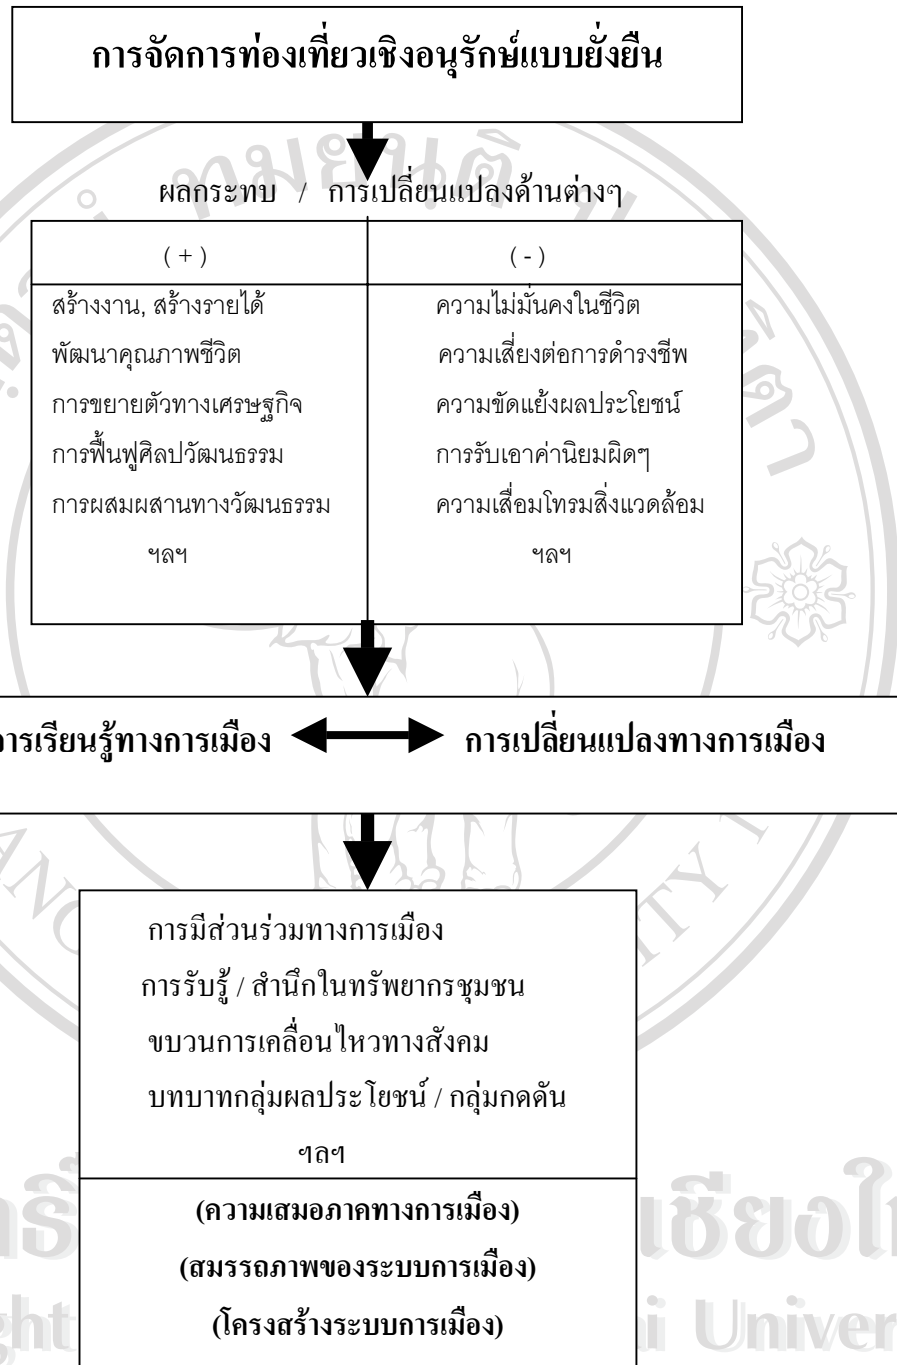 การจัดการท่องเที่ยวเชิงอนุรักษ์แบบยั่งยืน
ผลกระทบ / การเปลี่ยนแปลงด้านต่างๆ
( + ) ( - )
สร้างงาน, สร้างรายได้ ความไม่มั่นคงในชีวิต
พัฒนาคุณภาพชีวิต ความเสี่ยงต่อการดำรงชีพ
การขยายตัวทางเศรษฐกิจ ความขัดแย้งผลประโยชน์
การฟื้นฟูศิลปวัฒนธรรม การรับเอาค่านิยมผิดๆ
การผสมผสานทางวัฒนธรรม ความเสื่อมโทรมสิ่งแวดล้อม
ฯลฯ ฯลฯ
การเรียนรู้ทางการเมือง การเปลี่ยนแปลงทางการเมือง
การมีส่วนร่วมทางการเมือง
การรับรู้ / สำนึกในทรัพยากรชุมชน
ขบวนการเคลื่อนไหวทางสังคม
บทบาทกลุ่มผลประโยชน์ / กลุ่มกดดัน
ฯลฯ
(ความเสมอภาคทางการเมือง)
(สมรรถภาพของระบบการเมือง)
(โครงสร้างระบบการเมือง)